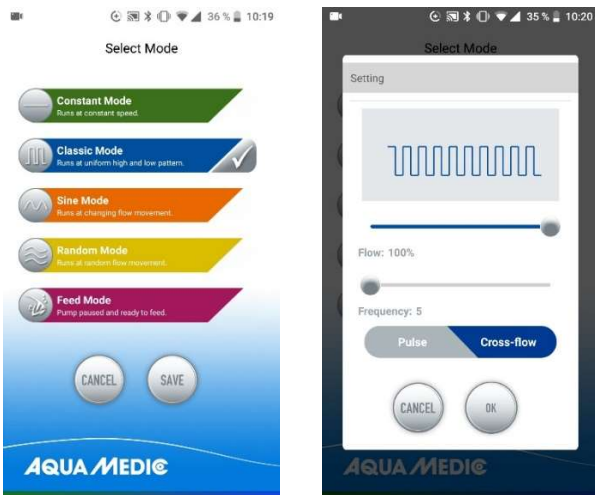 36 % 10:19
Select Mode
Constant Mode
Runs at constant speed.
Classic Mode
Runs at uniform high and low pattern.
Sine Mode
Runs at changing flow movement.
Random Mode
Runs at random flow movement.
Feed Mode
Pump paused and ready to feed.
CANCEL SAVE
AQUA MEDIC
35 % 10:20
Select Mode
Setting
Flow: 100%
Frequency: 5
Pulse Cross-flow
CANCEL OK
AQUA MEDIC